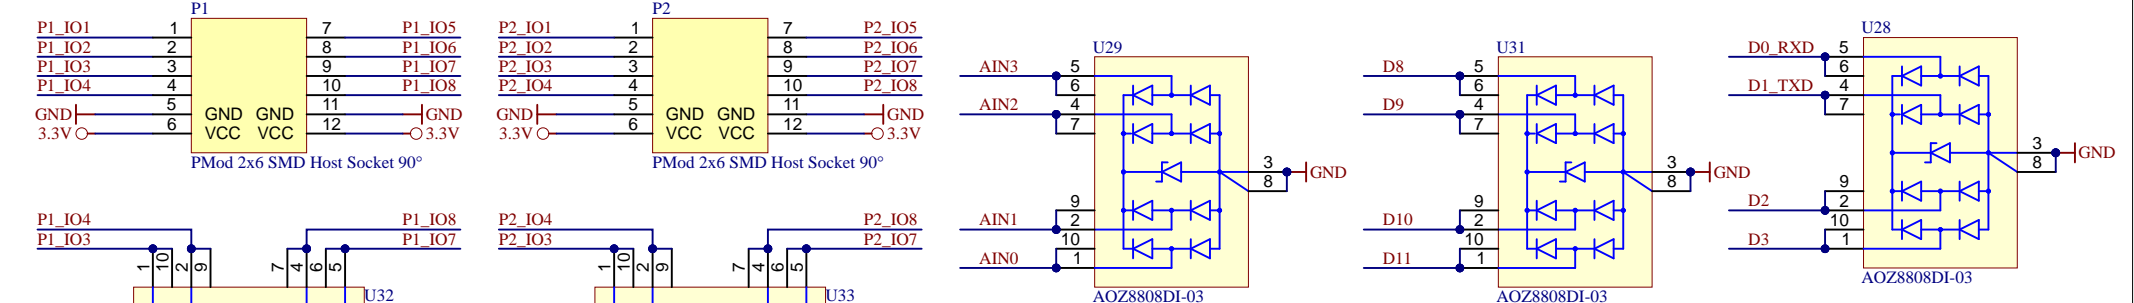 P1
P1_IO1 1 7 P1_IO5
P1_IO2 2 8 P1_IO6
P1_IO3 3 9 P1_IO7
P1_IO4 4 10 P1_IO8
GND 5 GND GND 11 GND
3.3V 6 VCC VCC 12 3.3V
PMod 2x6 SMD Host Socket 90°
P2
P2_IO1 1 7 P2_IO5
P2_IO2 2 8 P2_IO6
P2_IO3 3 9 P2_IO7
P2_IO4 4 10 P2_IO8
GND 5 GND GND 11 GND
3.3V 6 VCC VCC 12 3.3V
PMod 2x6 SMD Host Socket 90°
P1_IO4 P1_IO8
P1_IO3 P1_IO7
1 10 2 9 7 4 6 5
U32
P2_IO4 P2_IO8
P2_IO3 P2_IO7
1 10 2 9 7 4 6 5
U33
U29
AIN3 5
6
AIN2 4
7
3 GND
8
9
AIN1 2
10
AIN0 1
AOZ8808DI-03
U31
D8 5
6
D9 4
7
3 GND
8
9
D10 2
10
D11 1
AOZ8808DI-03
U28
D0_RXD 5
6
D1_TXD 4
7
3 GND
8
9
D2 2
10
D3 1
AOZ8808DI-03